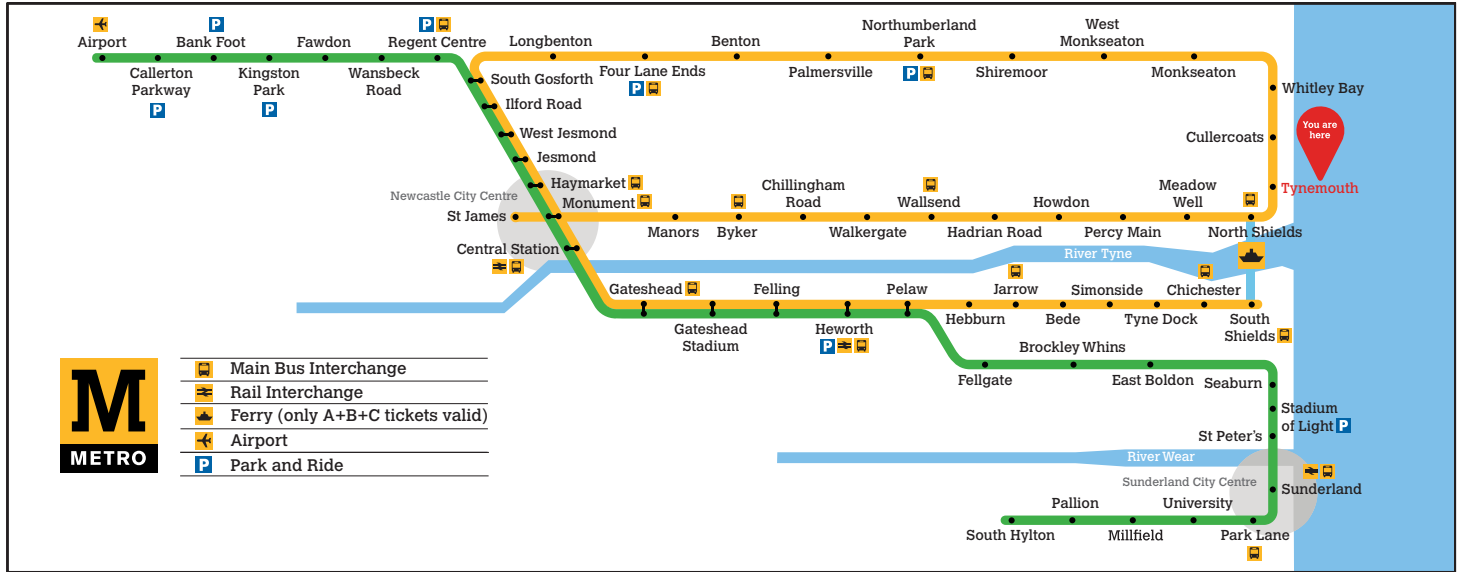 Airport
Callerton
Parkway
P
Bank Foot
P
Kingston
Park
P
Fawdon
Wansbeck
Road
P
Regent Centre
South Gosforth
Ilford Road
West Jesmond
Jesmond
Haymarket
Monument
Newcastle City Centre
St James
Central Station
Longbenton
Four Lane Ends
P
Benton
Palmersville
Northumberland
Park
P
Shiremoor
West
Monkseaton
Monkseaton
Whitley Bay
Cullercoats
You are
here
Tynemouth
Manors
Byker
Chillingham
Road
Walkergate
Wallsend
Hadrian Road
Howdon
Percy Main
Meadow
Well
North Shields
River Tyne
Gateshead
Gateshead
Stadium
Felling
Heworth
P
Pelaw
Hebburn
Jarrow
Bede
Simonside
Tyne Dock
Chichester
South
Shields
Fellgate
Brockley Whins
East Boldon
Seaburn
Stadium
of Light P
St Peter's
River Wear
Sunderland City Centre
Sunderland
Park Lane
University
Millfield
Pallion
South Hylton
M
METRO
Main Bus Interchange
Rail Interchange
Ferry (only A+B+C tickets valid)
Airport
P Park and Ride